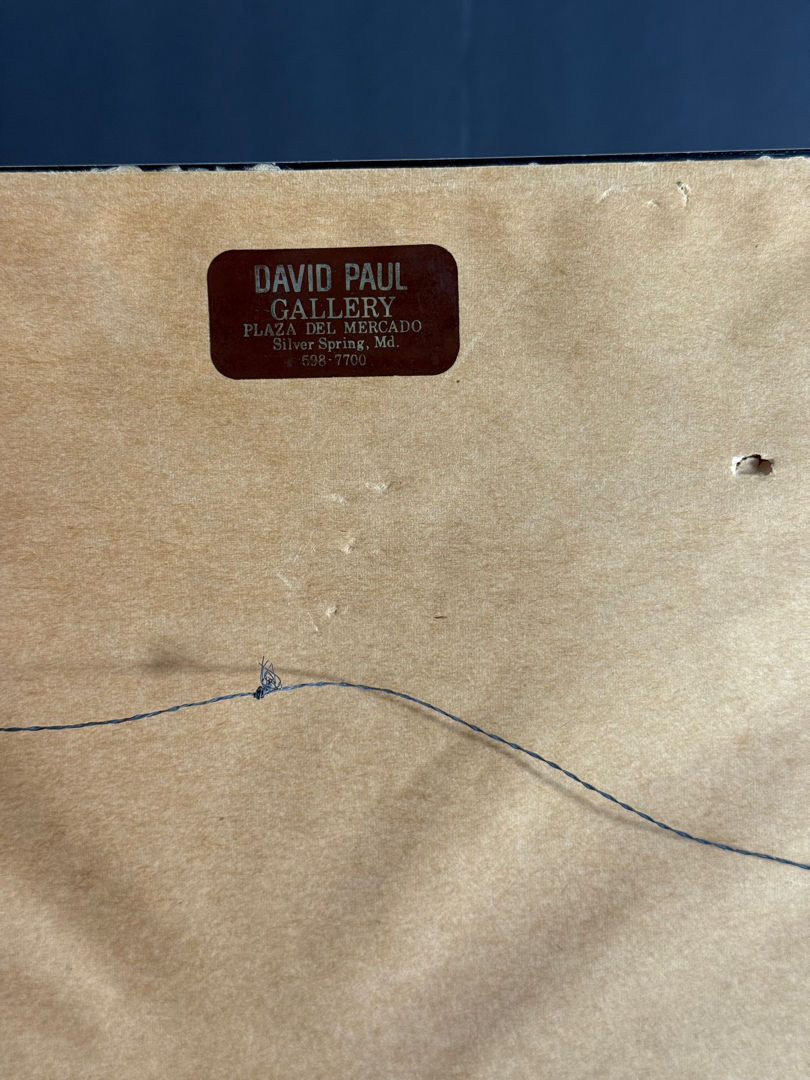 DAVID PAUL
GALLERY
PLAZA DEL MERCADO
Silver Spring, Md.
598-7700